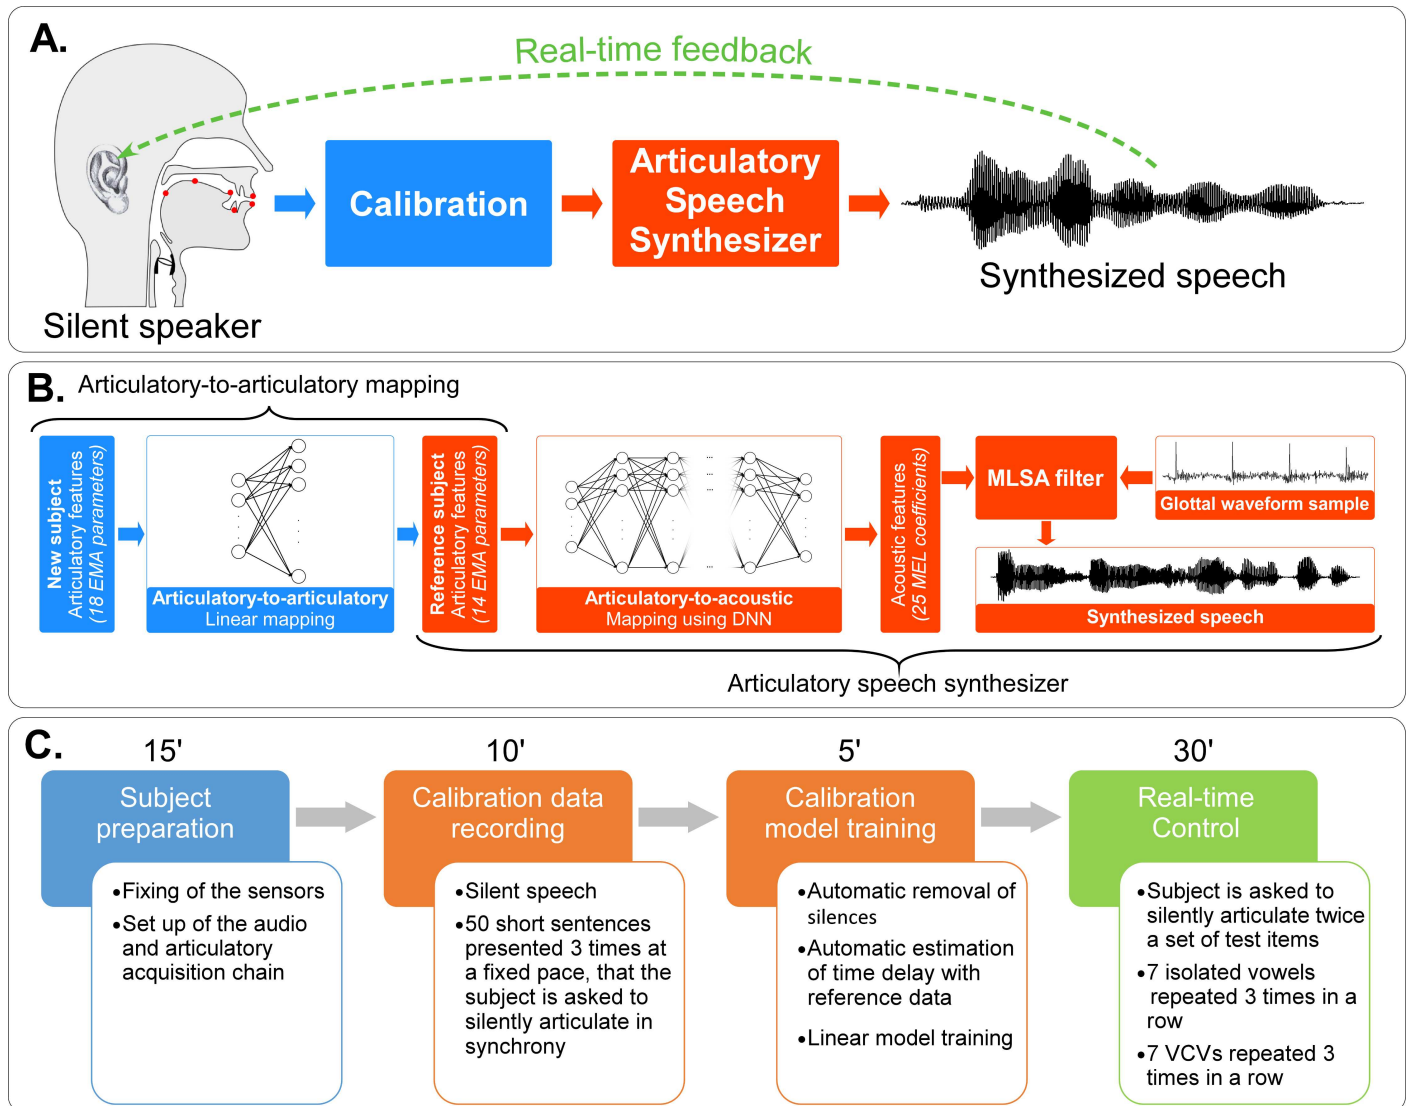 A.
Real-time feedback
Calibration
Articulatory
Speech
Synthesizer
Synthesized speech
Silent speaker
B.
Articulatory-to-articulatory mapping
New subject
Articulatory features
(18 EMA parameters)
Articulatory-to-articulatory
Linear mapping
Reference subject
Articulatory features
(14 EMA parameters)
Articulatory-to-acoustic
Mapping using DNN
Acoustic features
(25 MEL coefficients)
MLSA filter
Glottal waveform sample
Synthesized speech
Articulatory speech synthesizer
C.
15'
Subject
preparation
•Fixing of the sensors
•Set up of the audio
and articulatory
acquisition chain
10'
Calibration data
recording
•Silent speech
•50 short sentences
presented 3 times at
a fixed pace, that the
subject is asked to
silently articulate in
synchrony
5'
Calibration
model training
•Automatic removal of
silences
•Automatic estimation
of time delay with
reference data
•Linear model training
30'
Real-time
Control
•Subject is asked to
silently articulate twice
a set of test items
•7 isolated vowels
repeated 3 times in a
row
•7 VCVs repeated 3
times in a row